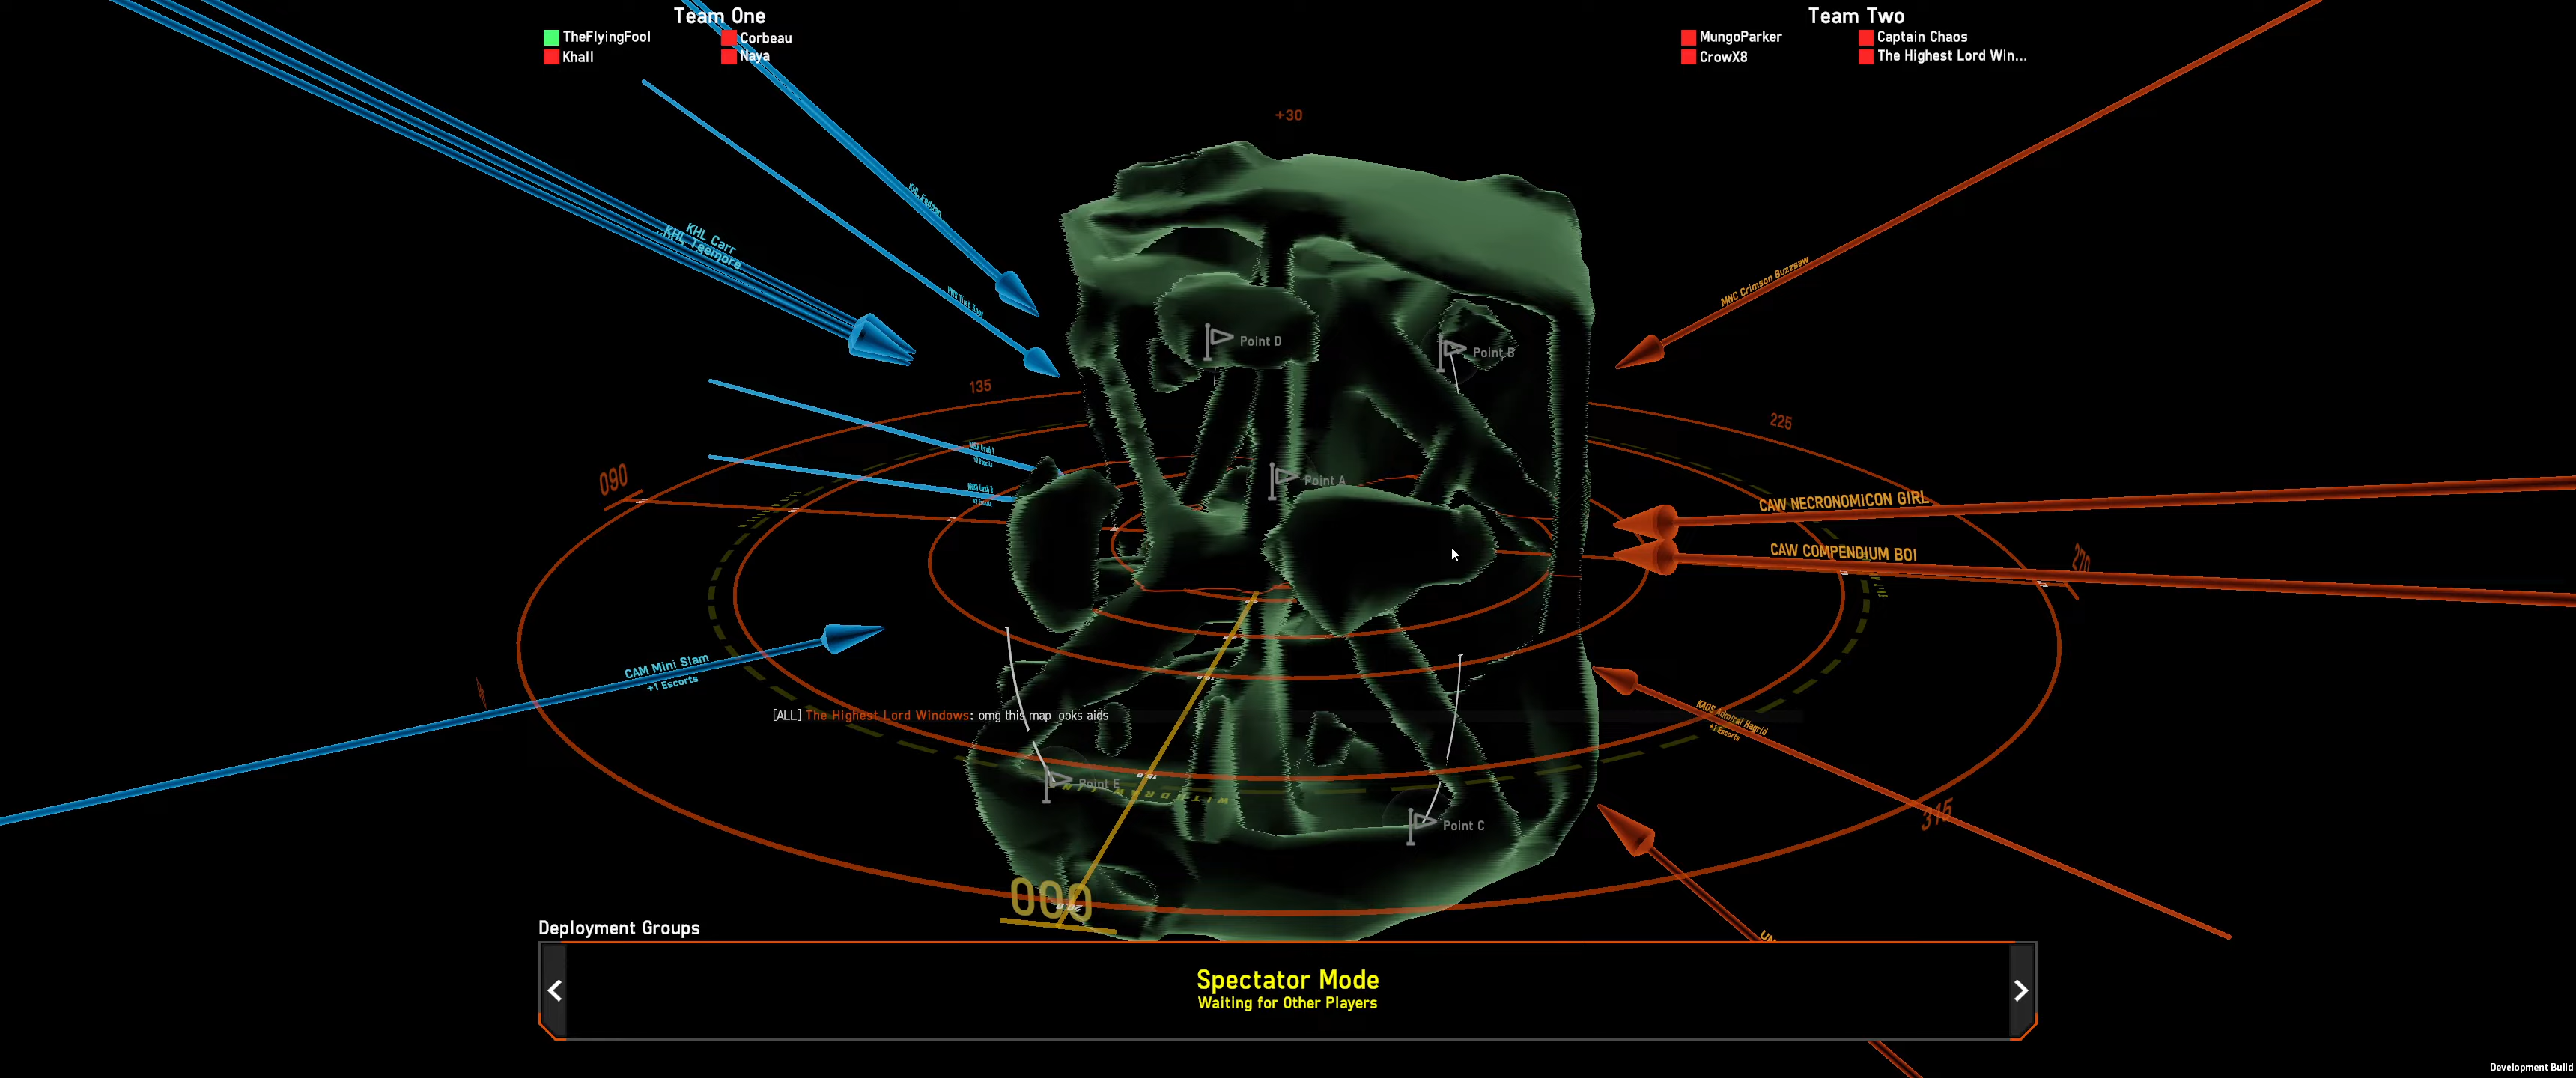 Team One
TheFlyingFool
Corbeau
Khall
Naya
Team Two
MungoParker
Captain Chaos
CrowX8
The Highest Lord Win...
+30
KHL Carr
..KHL Teemore
MNC Crimson Buzzsaw
Point D
Point B
135
225
090
Point A
CAW NECRONOMICON GIRL
CAW COMPENDIUM BOI
270
CAM Mini Slam
+1 Escorts
KAOS Admiral Hagrid
+1 Escorts
[ALL] The Highest Lord Windows: omg this map looks aids
Point E
Point C
315
000
Deployment Groups
Spectator Mode
Waiting for Other Players
Development Build